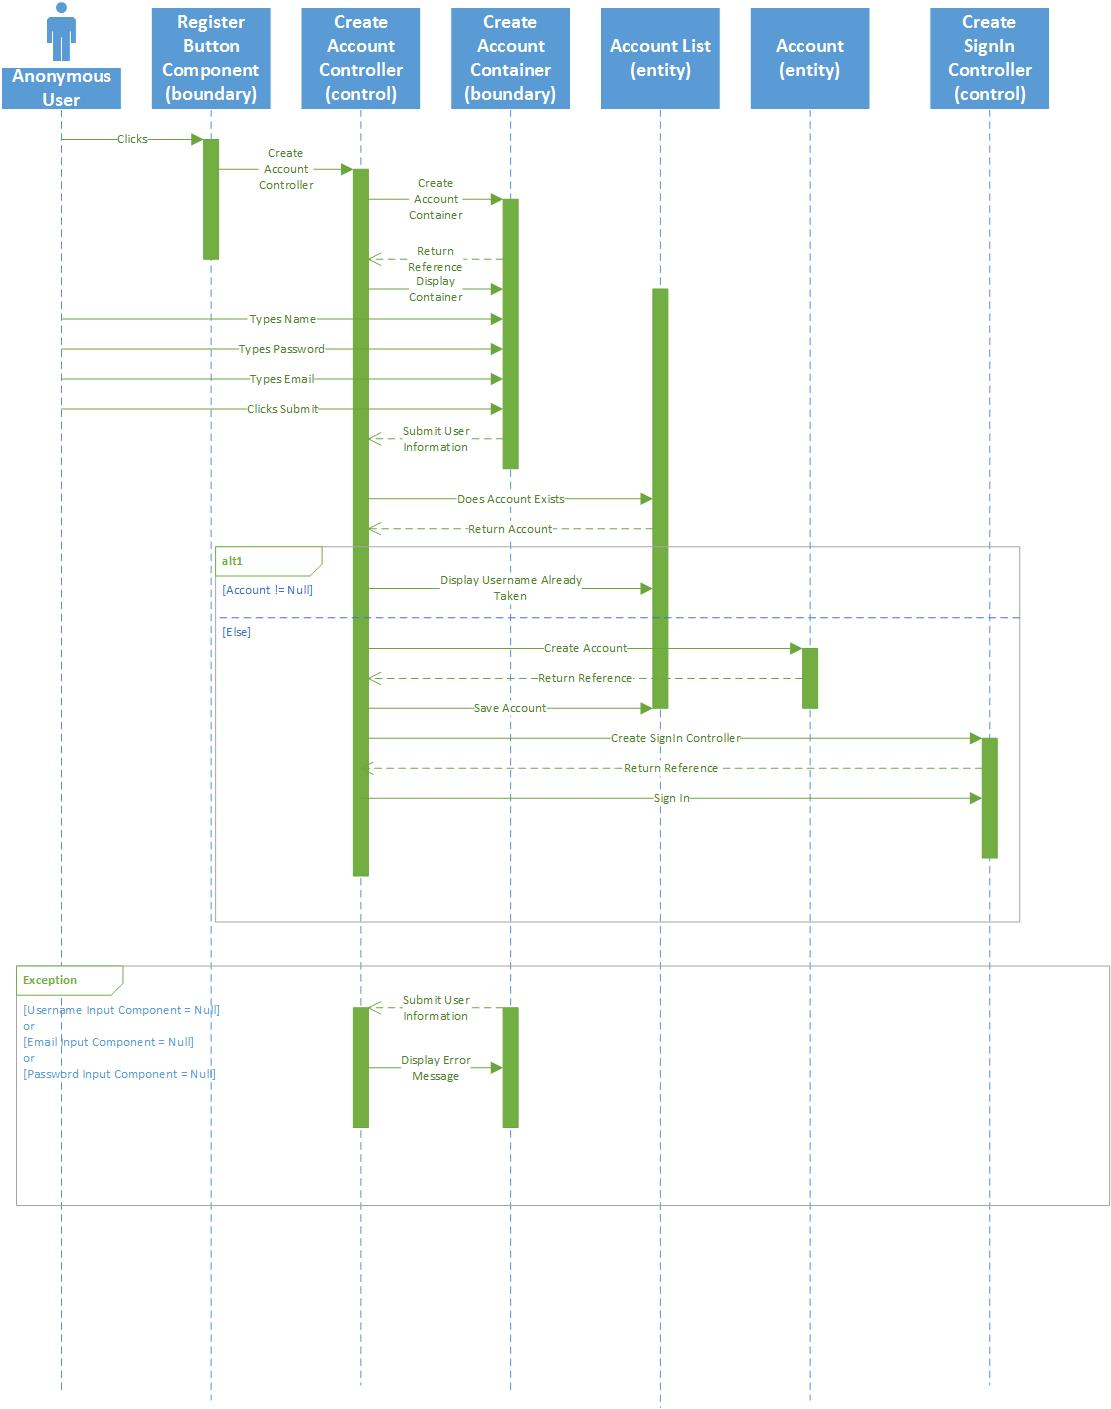 Anonymous
User
Register
Button
Component
(boundary)
Create
Account
Controller
(control)
Create
Account
Container
(boundary)
Account List
(entity)
Account
(entity)
Create
SignIn
Controller
(control)
Clicks
Create
Account
Controller
Create
Account
Container
Return
Reference
Display
Container
Types Name
Types Password
Types Email
Clicks Submit
Submit User
Information
Does Account Exists
Return Account
alt1
[Account != Null]
Display Username Already
Taken
[Else]
Create Account
Return Reference
Save Account
Create SignIn Controller
Return Reference
Sign In
Exception
[Username Input Component = Null]
or
[Email Input Component = Null]
or
[Password Input Component = Null]
Submit User
Information
Display Error
Message